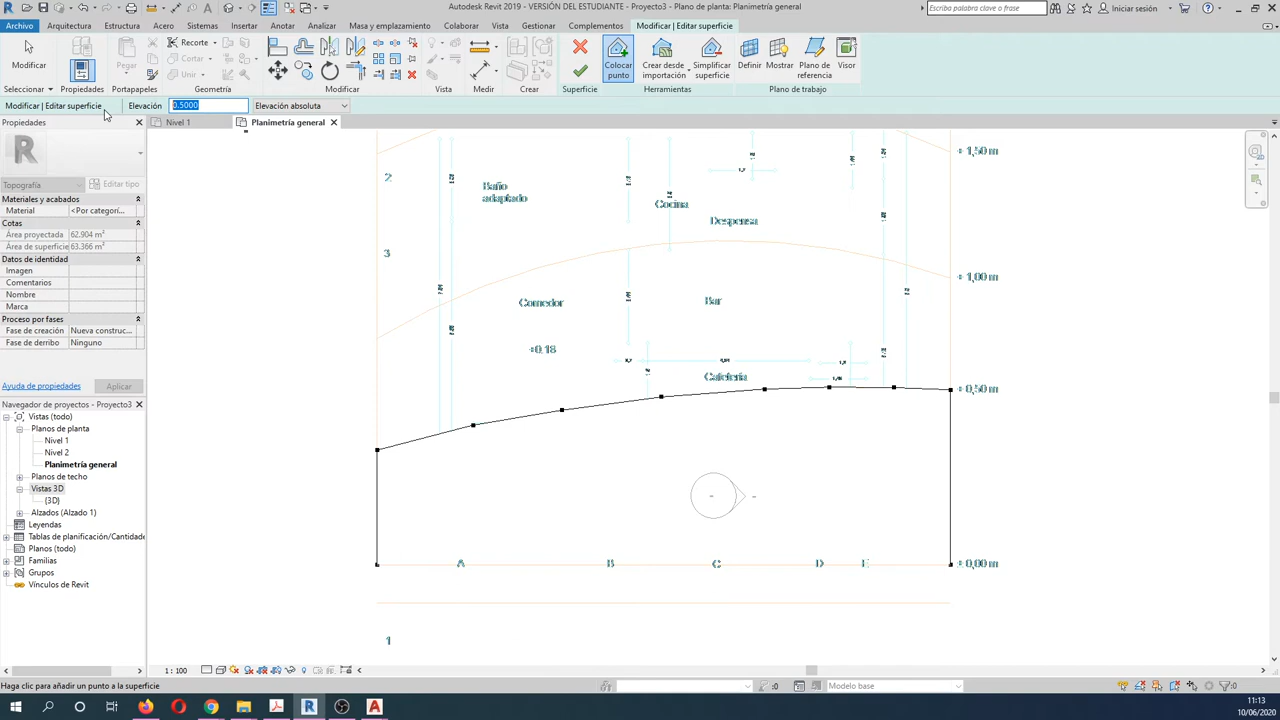 Autodesk Revit 2019 - VERSIÓN DEL ESTUDIANTE - Proyecto3 - Plano de planta: Planimetría general
Escriba palabra clave o frase
Iniciar sesión
Archivo Arquitectura Estructura Acero Sistemas Insertar Anotar Analizar Masa y emplazamiento Colaborar Vista Gestionar Complementos Modificar | Editar superficie
Modificar
Pegar
Recorte
Cortar
Unir
Colocar punto
Crear desde importación
Simplificar superficie
Definir
Mostrar
Plano de referencia
Visor
Seleccionar Propiedades Portapapeles Geometría Modificar Vista Medir Crear Superficie Herramientas Plano de trabajo
Modificar | Editar superficie Elevación 0.5000 Elevación absoluta
Propiedades
Nivel 1
Planimetría general
Topografía Editar tipo
Materiales y acabados
Material <Por categorí...
Cotas
Área proyectada 62.904 m²
Área de superficie 63.366 m²
Datos de identidad
Imagen
Comentarios
Nombre
Marca
Proceso por fases
Fase de creación Nueva construc...
Fase de derribo Ninguno
Ayuda de propiedades Aplicar
Navegador de proyectos - Proyecto3
Vistas (todo)
Planos de planta
Nivel 1
Nivel 2
Planimetría general
Planos de techo
Vistas 3D
{3D}
Alzados (Alzado 1)
Leyendas
Tablas de planificación/Cantidade
Planos (todo)
Familias
Grupos
Vínculos de Revit
+ 1,50 m
2
Baño
adaptado
Cocina
Despensa
3
+ 1,00 m
Comedor
Bar
+0,18
Cafetería
+ 0,50 m
A B C D E
± 0,00 m
1
1 : 100
Haga clic para añadir un punto a la superficie
:0
Modelo base
:0
11:13
10/06/2020